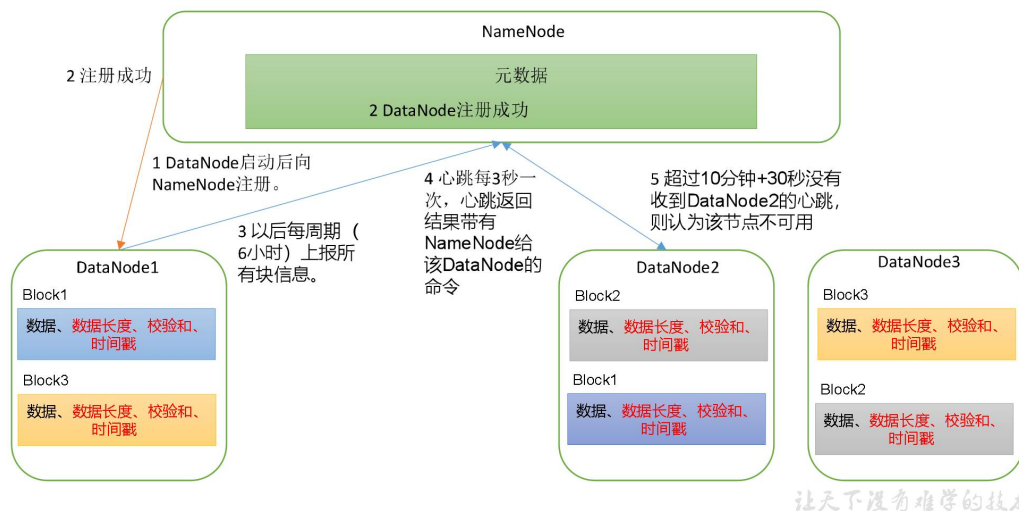 NameNode
元数据
2 DataNode注册成功
2 注册成功
1 DataNode启动后向
NameNode注册。
3 以后每周期（
6小时）上报所
有块信息。
4 心跳每3秒一
次，心跳返回
结果带有
NameNode给
该DataNode的
命令
5 超过10分钟+30秒没有
收到DataNode2的心跳，
则认为该节点不可用
DataNode1
Block1
数据、数据长度、校验和、
时间戳
Block3
数据、数据长度、校验和、
时间戳
DataNode2
Block2
数据、数据长度、校验和、
时间戳
Block1
数据、数据长度、校验和、
时间戳
DataNode3
Block3
数据、数据长度、校验和、
时间戳
Block2
数据、数据长度、校验和、
时间戳
让天下没有难学的技术